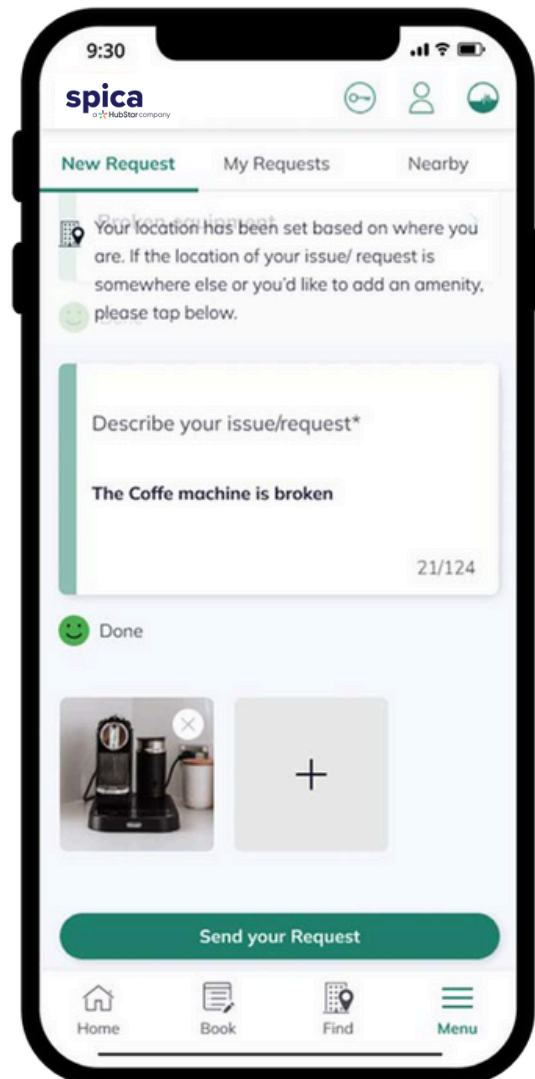 9:30
spica
a HubStar company
New Request My Requests Nearby
Broken equipment
Your location has been set based on where you
are. If the location of your issue/ request is
somewhere else or you'd like to add an amenity,
please tap below.
Done
Describe your issue/request*
The Coffe machine is broken
21/124
Done
Send your Request
Home Book Find Menu